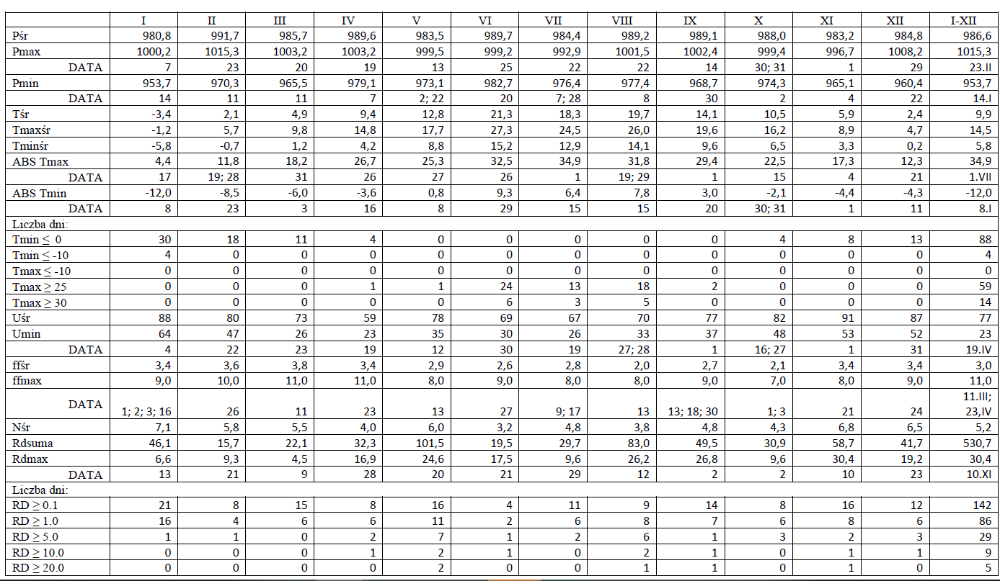 I II III IV V VI VII VIII IX X XI XII I-XII
Pśr 980,8 991,7 985,7 989,6 983,5 989,7 984,4 989,2 989,1 988,0 983,2 984,8 986,6
Pmax 1000,2 1015,3 1003,2 1003,2 999,5 999,2 992,9 1001,5 1002,4 999,4 996,7 1008,2 1015,3
DATA 7 23 20 19 13 25 22 22 14 30; 31 1 29 23.II
Pmin 953,7 970,3 965,5 979,1 973,1 982,7 976,4 977,4 968,7 974,3 965,1 960,4 953,7
DATA 14 11 11 7 2; 22 20 7; 28 8 30 2 4 22 14.I
Tśr -3,4 2,1 4,9 9,4 12,8 21,3 18,3 19,7 14,1 10,5 5,9 2,4 9,9
Tmaxśr -1,2 5,7 9,8 14,8 17,7 27,3 24,5 26,0 19,6 16,2 8,9 4,7 14,5
Tminśr -5,8 -0,7 1,2 4,2 8,8 15,2 12,9 14,1 9,6 6,5 3,3 0,2 5,8
ABS Tmax 4,4 11,8 18,2 26,7 25,3 32,5 34,9 31,8 29,4 22,5 17,3 12,3 34,9
DATA 17 19; 28 31 26 27 26 1 19; 29 1 15 4 21 1.VII
ABS Tmin -12,0 -8,5 -6,0 -3,6 0,8 9,3 6,4 7,8 3,0 -2,1 -4,4 -4,3 -12,0
DATA 8 23 3 16 8 29 15 15 20 30; 31 1 11 8.I
Liczba dni:
Tmin ≤ 0 30 18 11 4 0 0 0 0 0 4 8 13 88
Tmin ≤ -10 4 0 0 0 0 0 0 0 0 0 0 0 4
Tmax ≤ -10 0 0 0 0 0 0 0 0 0 0 0 0 0
Tmax ≥ 25 0 0 0 1 1 24 13 18 2 0 0 0 59
Tmax ≥ 30 0 0 0 0 0 6 3 5 0 0 0 0 14
Uśr 88 80 73 59 78 69 67 70 77 82 91 87 77
Umin 64 47 26 23 35 30 26 33 37 48 53 52 23
DATA 4 22 23 19 12 30 19 27; 28 1 16; 27 1 31 19.IV
ffśr 3,4 3,6 3,8 3,4 2,9 2,6 2,8 2,0 2,7 2,1 3,4 3,4 3,0
ffmax 9,0 10,0 11,0 11,0 8,0 9,0 8,0 8,0 9,0 7,0 8,0 9,0 11,0
11.III;
DATA 1; 2; 3; 16 26 11 23 13 27 9; 17 13 13; 18; 30 1; 3 21 24 23,IV
Nśr 7,1 5,8 5,5 4,0 6,0 3,2 4,8 3,8 4,8 4,3 6,8 6,5 5,2
Rdsuma 46,1 15,7 22,1 32,3 101,5 19,5 29,7 83,0 49,5 30,9 58,7 41,7 530,7
Rdmax 6,6 9,3 4,5 16,9 24,6 17,5 9,6 26,2 26,8 9,6 30,4 19,2 30,4
DATA 13 21 9 28 20 21 29 12 2 2 10 23 10.XI
Liczba dni:
RD ≥ 0.1 21 8 15 8 16 4 11 9 14 8 16 12 142
RD ≥ 1.0 16 4 6 6 11 2 6 8 7 6 8 6 86
RD ≥ 5.0 1 1 0 2 7 1 2 6 1 3 2 3 29
RD ≥ 10.0 0 0 0 1 2 1 0 2 1 0 1 1 9
RD ≥ 20.0 0 0 0 0 2 0 0 1 1 0 1 0 5